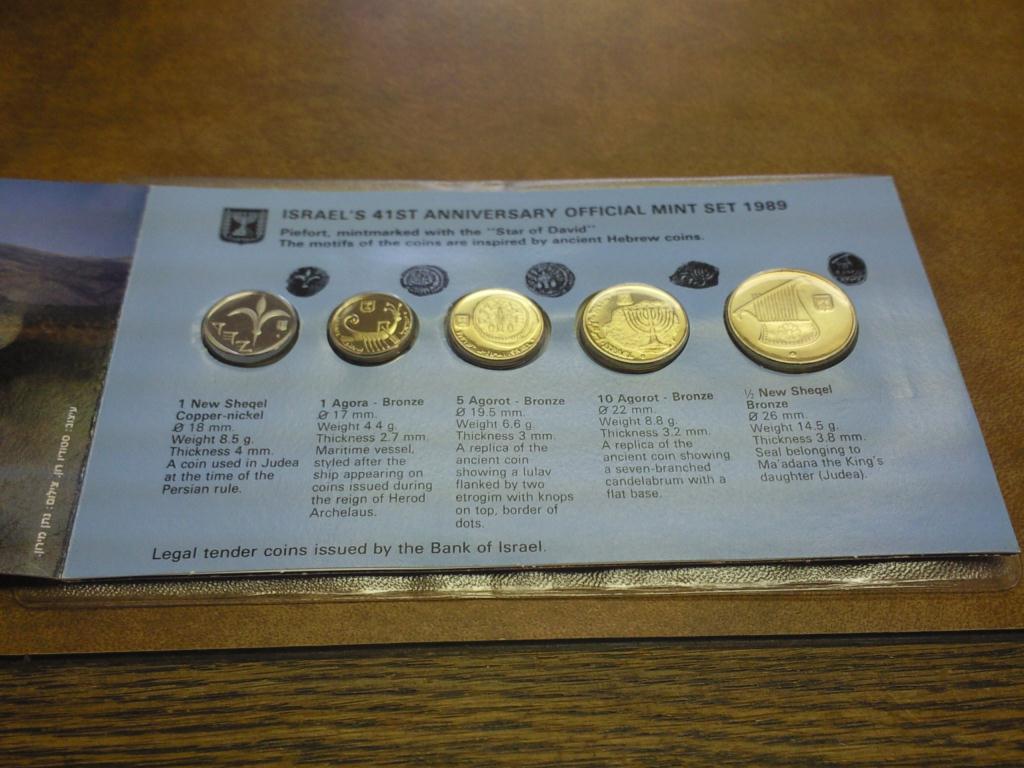 ISRAEL'S 41ST ANNIVERSARY OFFICIAL MINT SET 1989
Piefort, mintmarked with the "Star of David"
The motifs of the coins are inspired by ancient Hebrew coins.
1 New Sheqel
Copper-nickel
Ø 18 mm.
Weight 8.5 g.
Thickness 4 mm.
A coin used in Judea
at the time of the
Persian rule.
1 Agora - Bronze
Ø 17 mm.
Weight 4.4 g.
Thickness 2.7 mm.
Maritime vessel,
styled after the
ship appearing on
coins issued during
the reign of Herod
Archelaus.
5 Agorot - Bronze
Ø 19.5 mm.
Weight 6.6 g.
Thickness 3 mm.
A replica of the
ancient coin
showing a lulav
flanked by two
etrogim with knops
on top, border of
dots.
10 Agorot - Bronze
Ø 22 mm.
Weight 8.8 g.
Thickness 3.2 mm.
A replica of the
ancient coin showing
a seven-branched
candelabrum with a
flat base.
½ New Sheqel
Bronze
Ø 26 mm.
Weight 14.5 g.
Thickness 3.8 mm.
Seal belonging to
Ma'adana the King's
daughter (Judea).
Legal tender coins issued by the Bank of Israel.